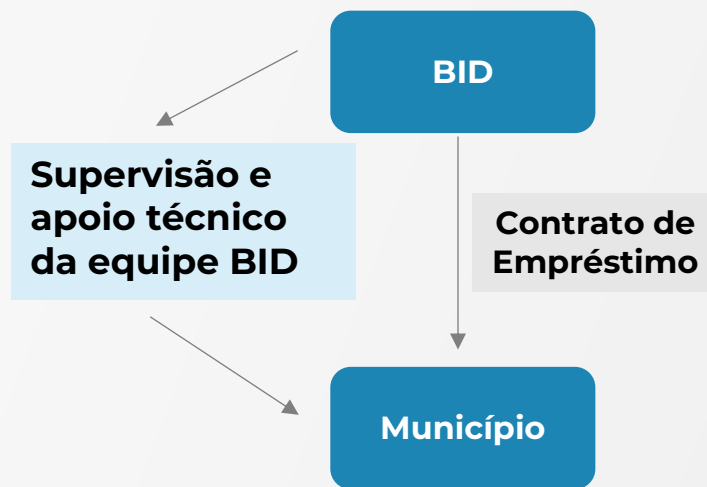 BID
Supervisão e
apoio técnico
da equipe BID
Contrato de
Empréstimo
Município